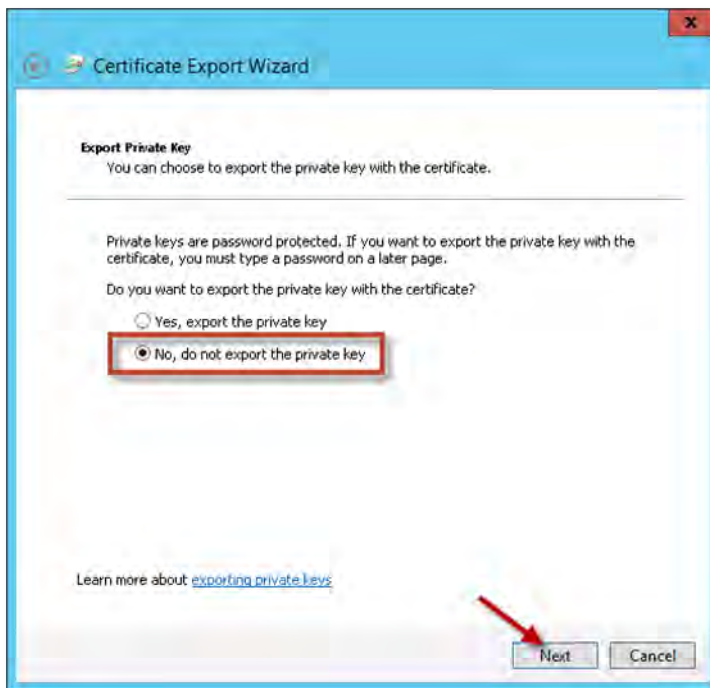 x
Certificate Export Wizard
Export Private Key
You can choose to export the private key with the certificate.
Private keys are password protected. If you want to export the private key with the
certificate, you must type a password on a later page.
Do you want to export the private key with the certificate?
Yes, export the private key
No, do not export the private key
Learn more about exporting private keys
Next Cancel